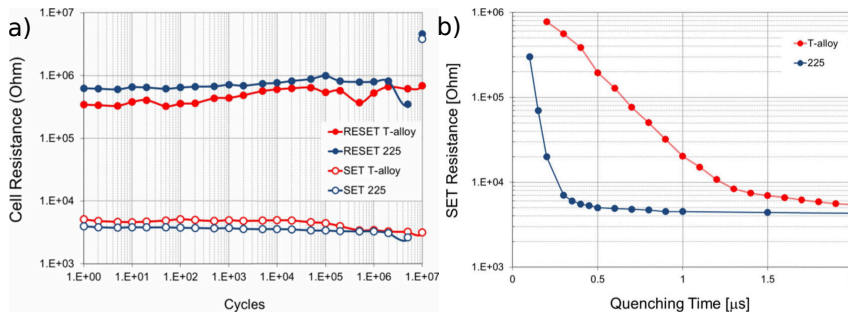 a)
Cell Resistance (Ohm)
1.E+07
1.E+06
1.E+05
1.E+04
1.E+03
RESET T-alloy
RESET 225
SET T-alloy
SET 225
1.E+00 1.E+01 1.E+02 1.E+03 1.E+04 1.E+05 1.E+06 1.E+07
Cycles
b)
SET Resistance [Ohm]
1.E+06
1.E+05
1.E+04
1.E+03
T-alloy
225
0 0.5 1 1.5
Quenching Time [μs]